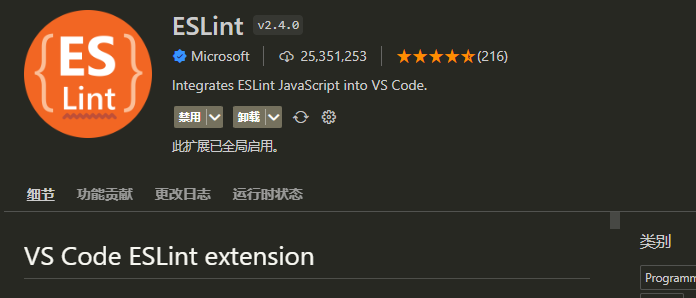 ES
Lint
ESLint v2.4.0
Microsoft 25,351,253 (216)
Integrates ESLint JavaScript into VS Code.
禁用 卸载
此扩展已全局启用。
细节 功能贡献 更改日志 运行时状态
VS Code ESLint extension
类别
Programm